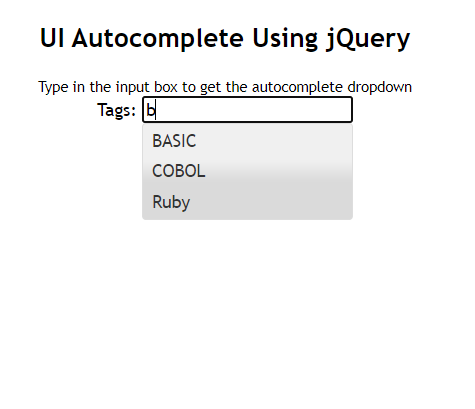 UI Autocomplete Using jQuery
Type in the input box to get the autocomplete dropdown
Tags: b
BASIC
COBOL
Ruby